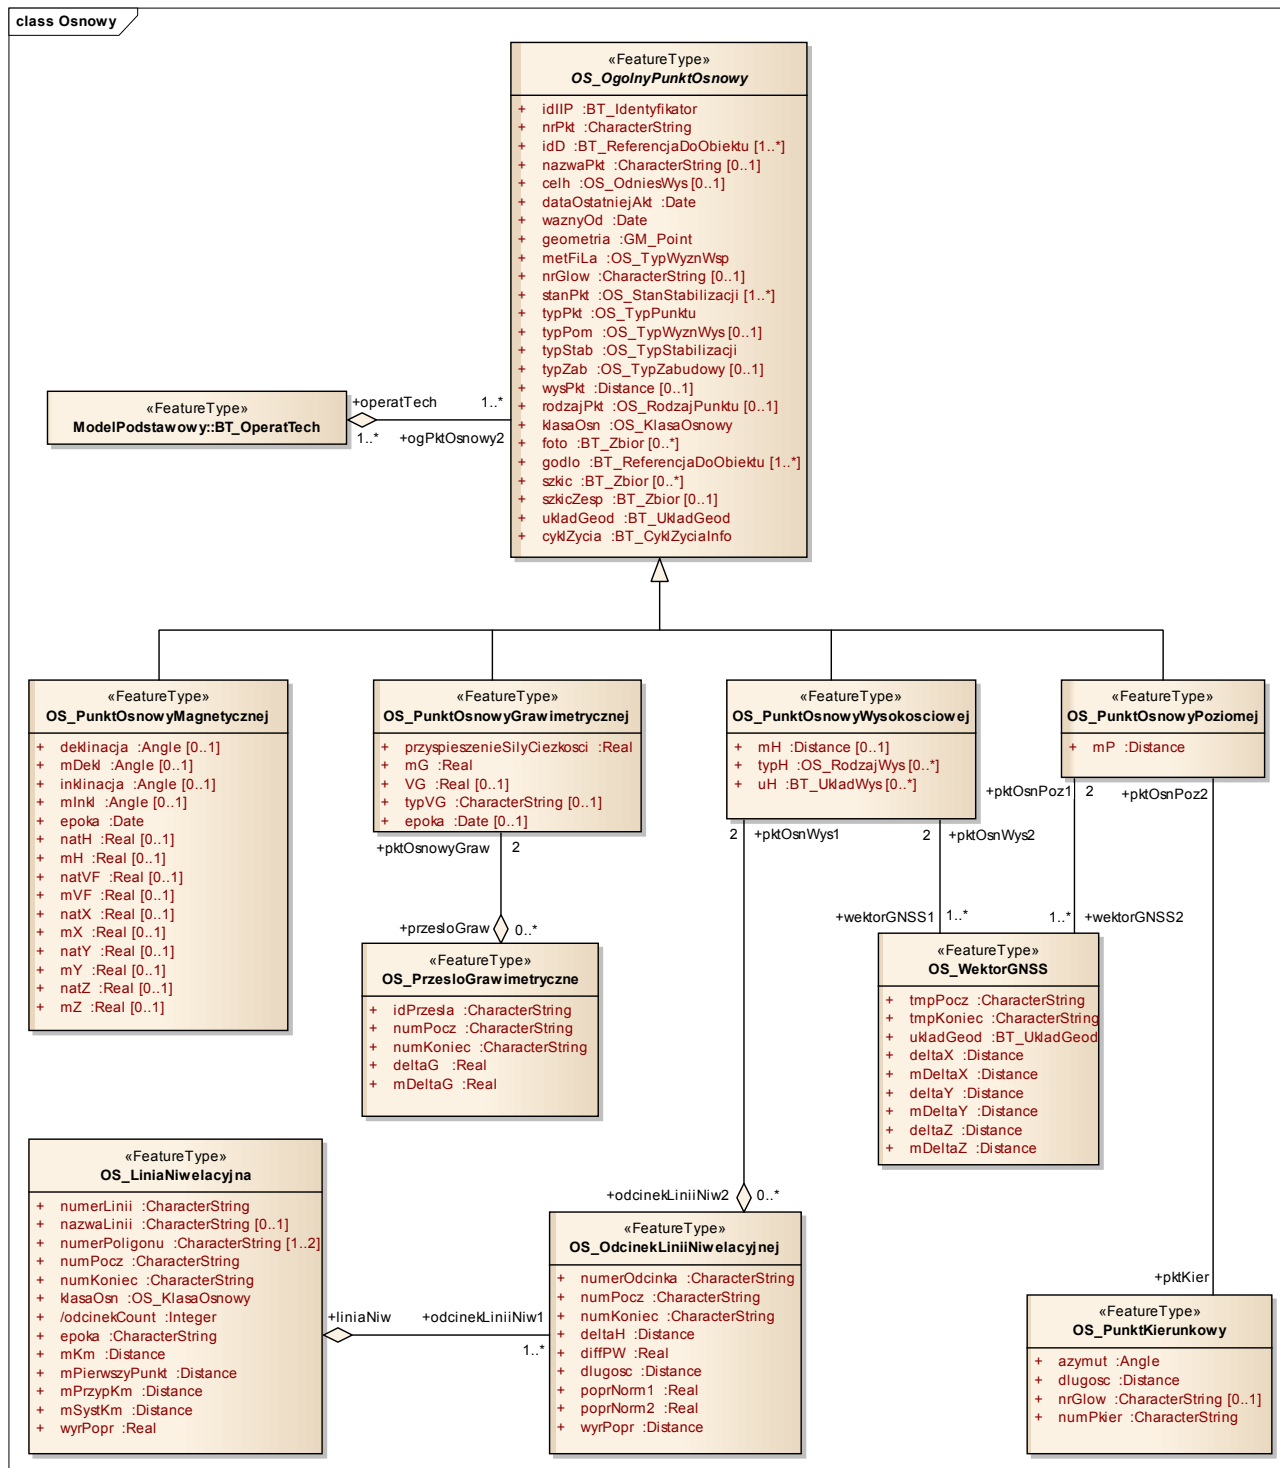 class Osnowy
«FeatureType»
OS_OgolnyPunktOsnowy
+ idIIP :BT_Identyfikator
+ nrPkt :CharacterString
+ idD :BT_ReferencjaDoObiektu [1..*]
+ nazwaPkt :CharacterString [0..1]
+ celh :OS_OdniesWys [0..1]
+ dataOstatniejAkt :Date
+ waznyOd :Date
+ geometria :GM_Point
+ metFiLa :OS_TypWyznWsp
+ nrGlow :CharacterString [0..1]
+ stanPkt :OS_StanStabilizacji [1..*]
+ typPkt :OS_TypPunktu
+ typPom :OS_TypWyznWys [0..1]
+ typStab :OS_TypStabilizacji
+ typZab :OS_TypZabudowy [0..1]
+ wysPkt :Distance [0..1]
+ rodzajPkt :OS_RodzajPunktu [0..1]
+ klasaOsn :OS_KlasaOsnowy
+ foto :BT_Zbior [0..*]
+ godlo :BT_ReferencjaDoObiektu [1..*]
+ szkic :BT_Zbior [0..*]
+ szkicZesp :BT_Zbior [0..1]
+ ukladGeod :BT_UkladGeod
+ cyklZycia :BT_CyklZyciaInfo
«FeatureType»
ModelPodstawowy::BT_OperatTech
+operatTech
1..*
1..*
+ogPktOsnowy2
«FeatureType»
OS_PunktOsnowyMagnetycznej
+ deklinacja :Angle [0..1]
+ mDekl :Angle [0..1]
+ inklinacja :Angle [0..1]
+ mInkl :Angle [0..1]
+ epoka :Date
+ natH :Real [0..1]
+ mH :Real [0..1]
+ natVF :Real [0..1]
+ mVF :Real [0..1]
+ natX :Real [0..1]
+ mX :Real [0..1]
+ natY :Real [0..1]
+ mY :Real [0..1]
+ natZ :Real [0..1]
+ mZ :Real [0..1]
«FeatureType»
OS_PunktOsnowyGrawimetrycznej
+ przyspieszenieSilyCiezkosci :Real
+ mG :Real
+ VG :Real [0..1]
+ typVG :CharacterString [0..1]
+ epoka :Date [0..1]
«FeatureType»
OS_PunktOsnowyWysokosciowej
+ mH :Distance [0..1]
+ typH :OS_RodzajWys [0..*]
+ uH :BT_UkladWys [0..*]
«FeatureType»
OS_PunktOsnowyPoziomej
+ mP :Distance
+pktOsnowyGraw
2
+przesloGraw
0..*
2
+pktOsnWys1
2
+pktOsnWys2
+pktOsnPoz1
2
+pktOsnPoz2
+wektorGNSS1
1..*
1..*
+wektorGNSS2
«FeatureType»
OS_PrzesloGrawimetryczne
+ idPrzesla :CharacterString
+ numPocz :CharacterString
+ numKoniec :CharacterString
+ deltaG :Real
+ mDeltaG :Real
«FeatureType»
OS_WektorGNSS
+ tmpPocz :CharacterString
+ tmpKoniec :CharacterString
+ ukladGeod :BT_UkladGeod
+ deltaX :Distance
+ mDeltaX :Distance
+ deltaY :Distance
+ mDeltaY :Distance
+ deltaZ :Distance
+ mDeltaZ :Distance
«FeatureType»
OS_LiniaNiwelacyjna
+ numerLinii :CharacterString
+ nazwaLinii :CharacterString [0..1]
+ numerPoligonu :CharacterString [1..2]
+ numPocz :CharacterString
+ numKoniec :CharacterString
+ klasaOsn :OS_KlasaOsnowy
+ /odcinekCount :Integer
+ epoka :CharacterString
+ mKm :Distance
+ mPierwszyPunkt :Distance
+ mPrzypKm :Distance
+ mSystKm :Distance
+ wyrPopr :Real
+liniaNiw
+odcinekLiniiNiw1
1..*
+odcinekLiniiNiw2
0..*
«FeatureType»
OS_OdcinekLiniiNiwelacyjnej
+ numerOdcinka :CharacterString
+ numPocz :CharacterString
+ numKoniec :CharacterString
+ deltaH :Distance
+ diffPW :Real
+ dlugosc :Distance
+ poprNorm1 :Real
+ poprNorm2 :Real
+ wyrPopr :Distance
+pktKier
«FeatureType»
OS_PunktKierunkowy
+ azymut :Angle
+ dlugosc :Distance
+ nrGlow :CharacterString [0..1]
+ numPkier :CharacterString